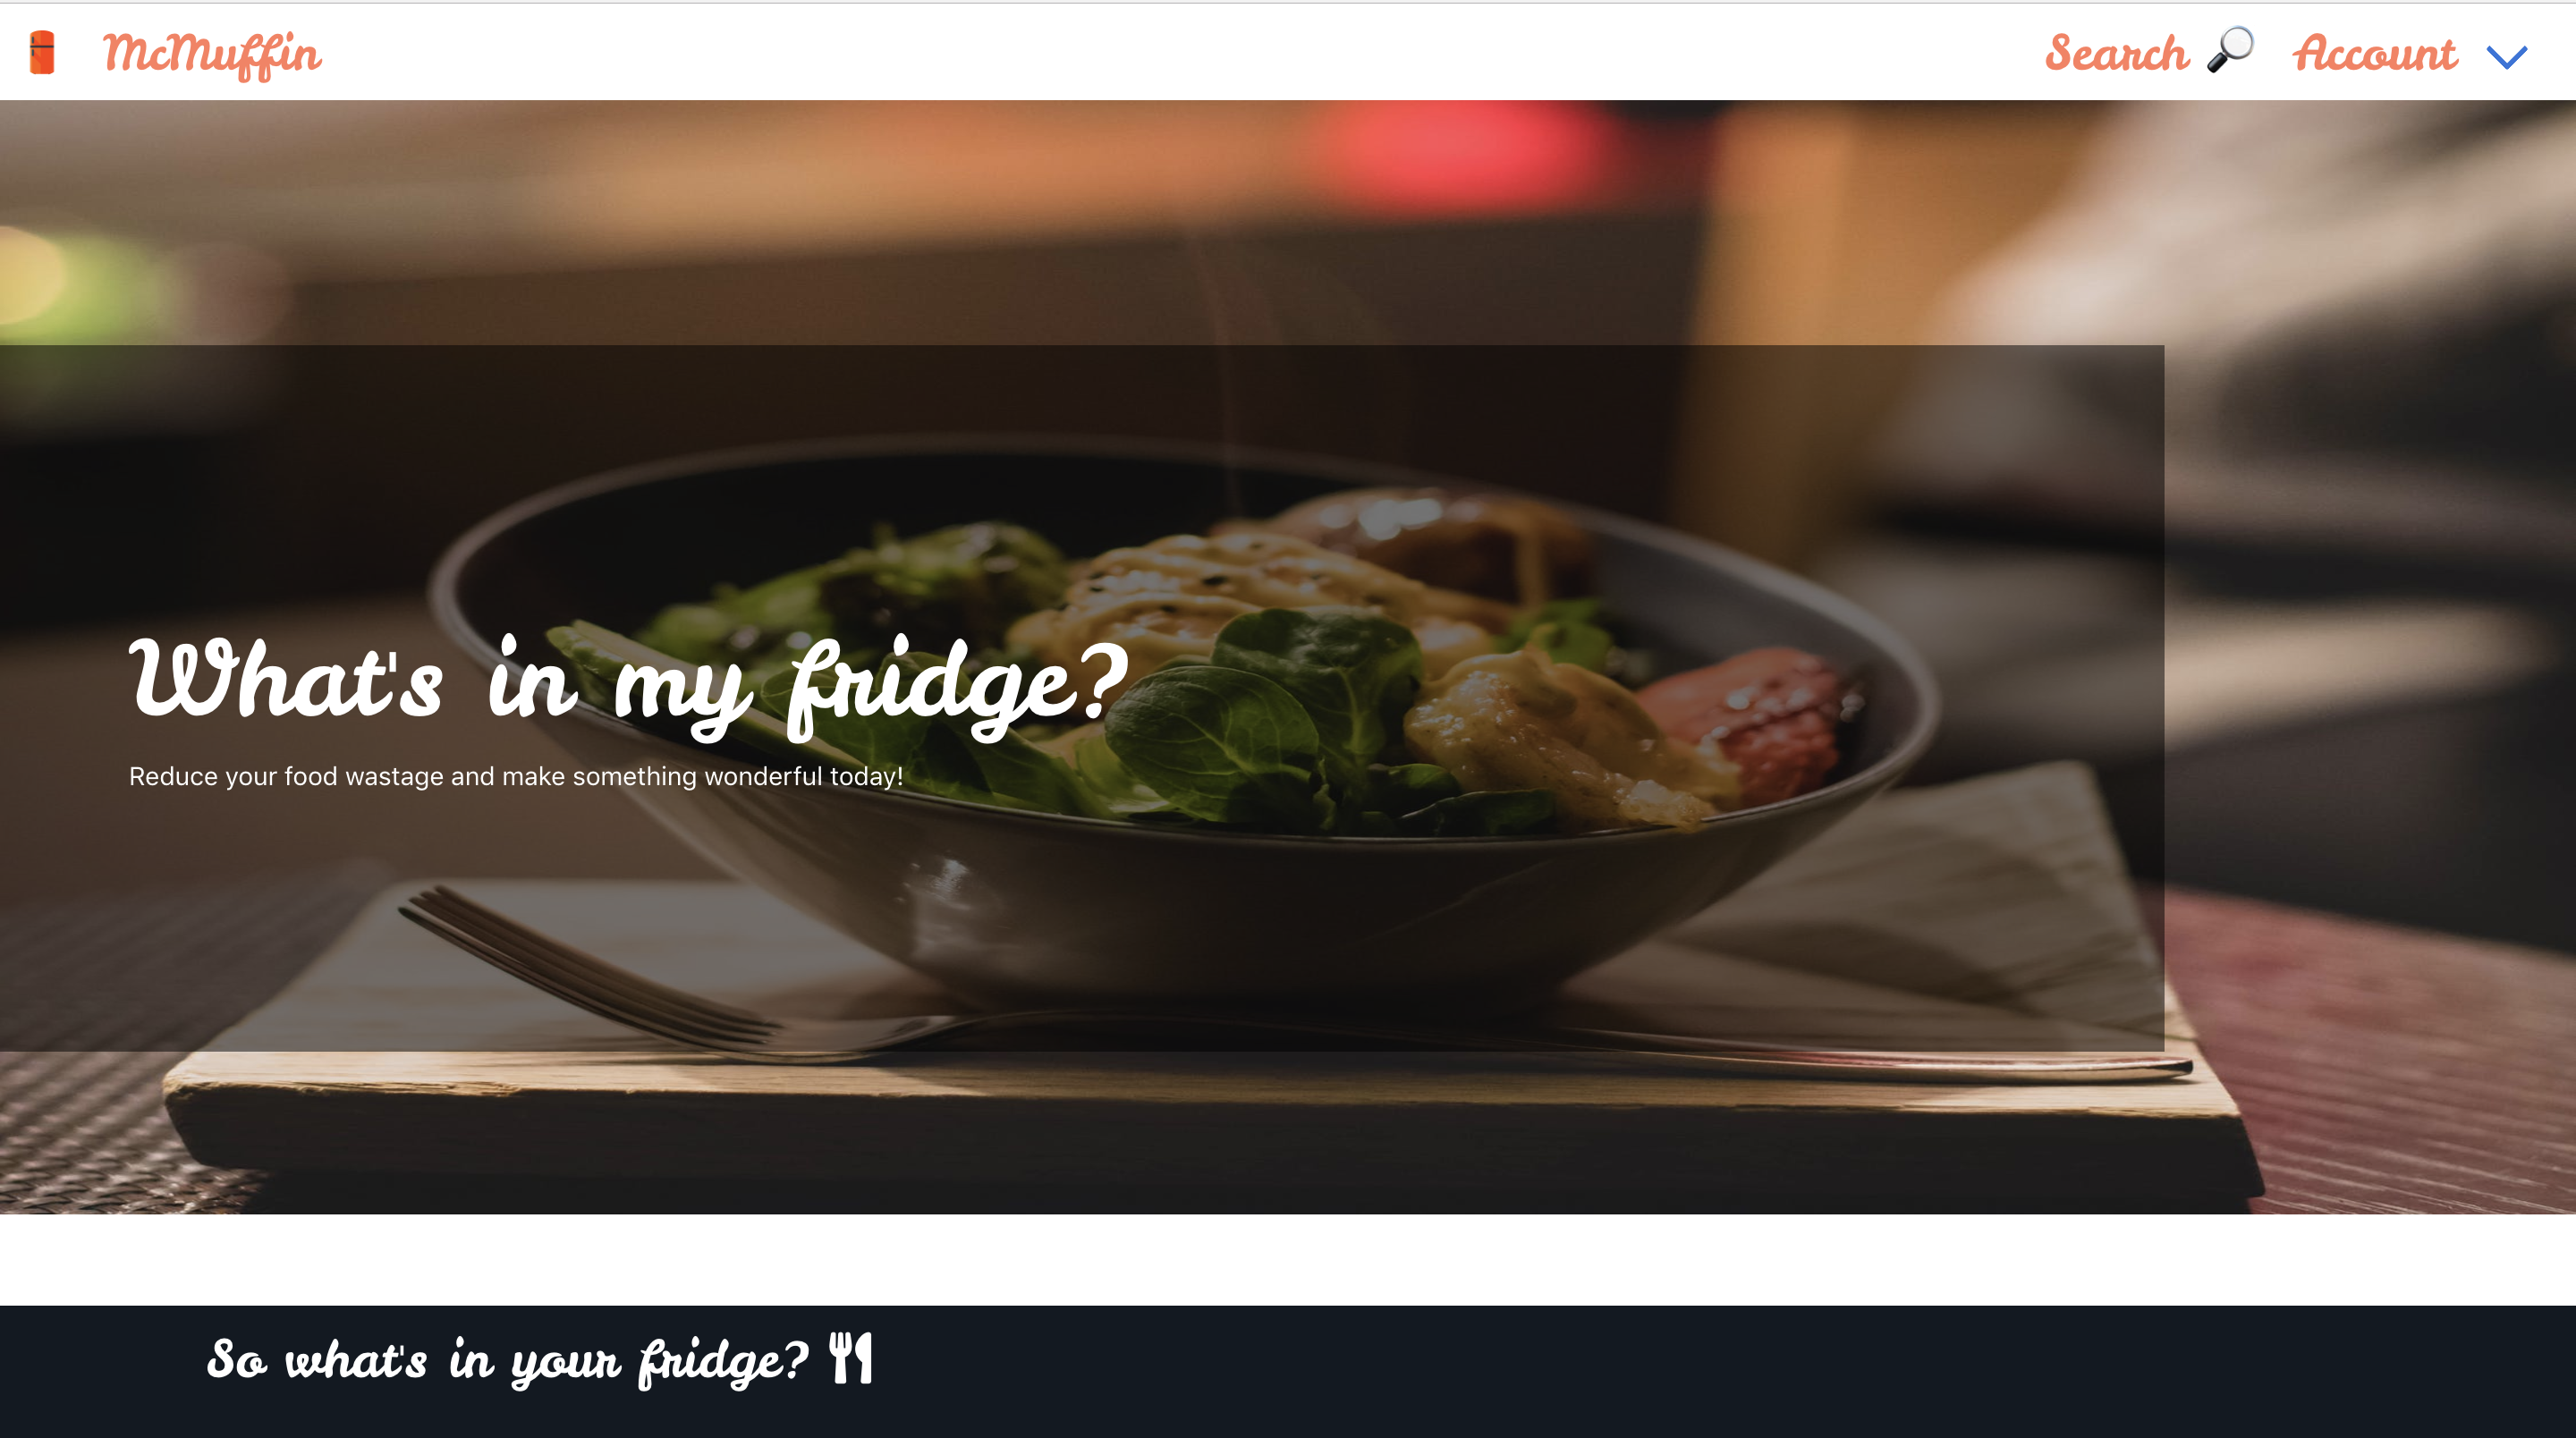 McMuffin
Search Account
What's in my fridge?
Reduce your food wastage and make something wonderful today!
So what's in your fridge?